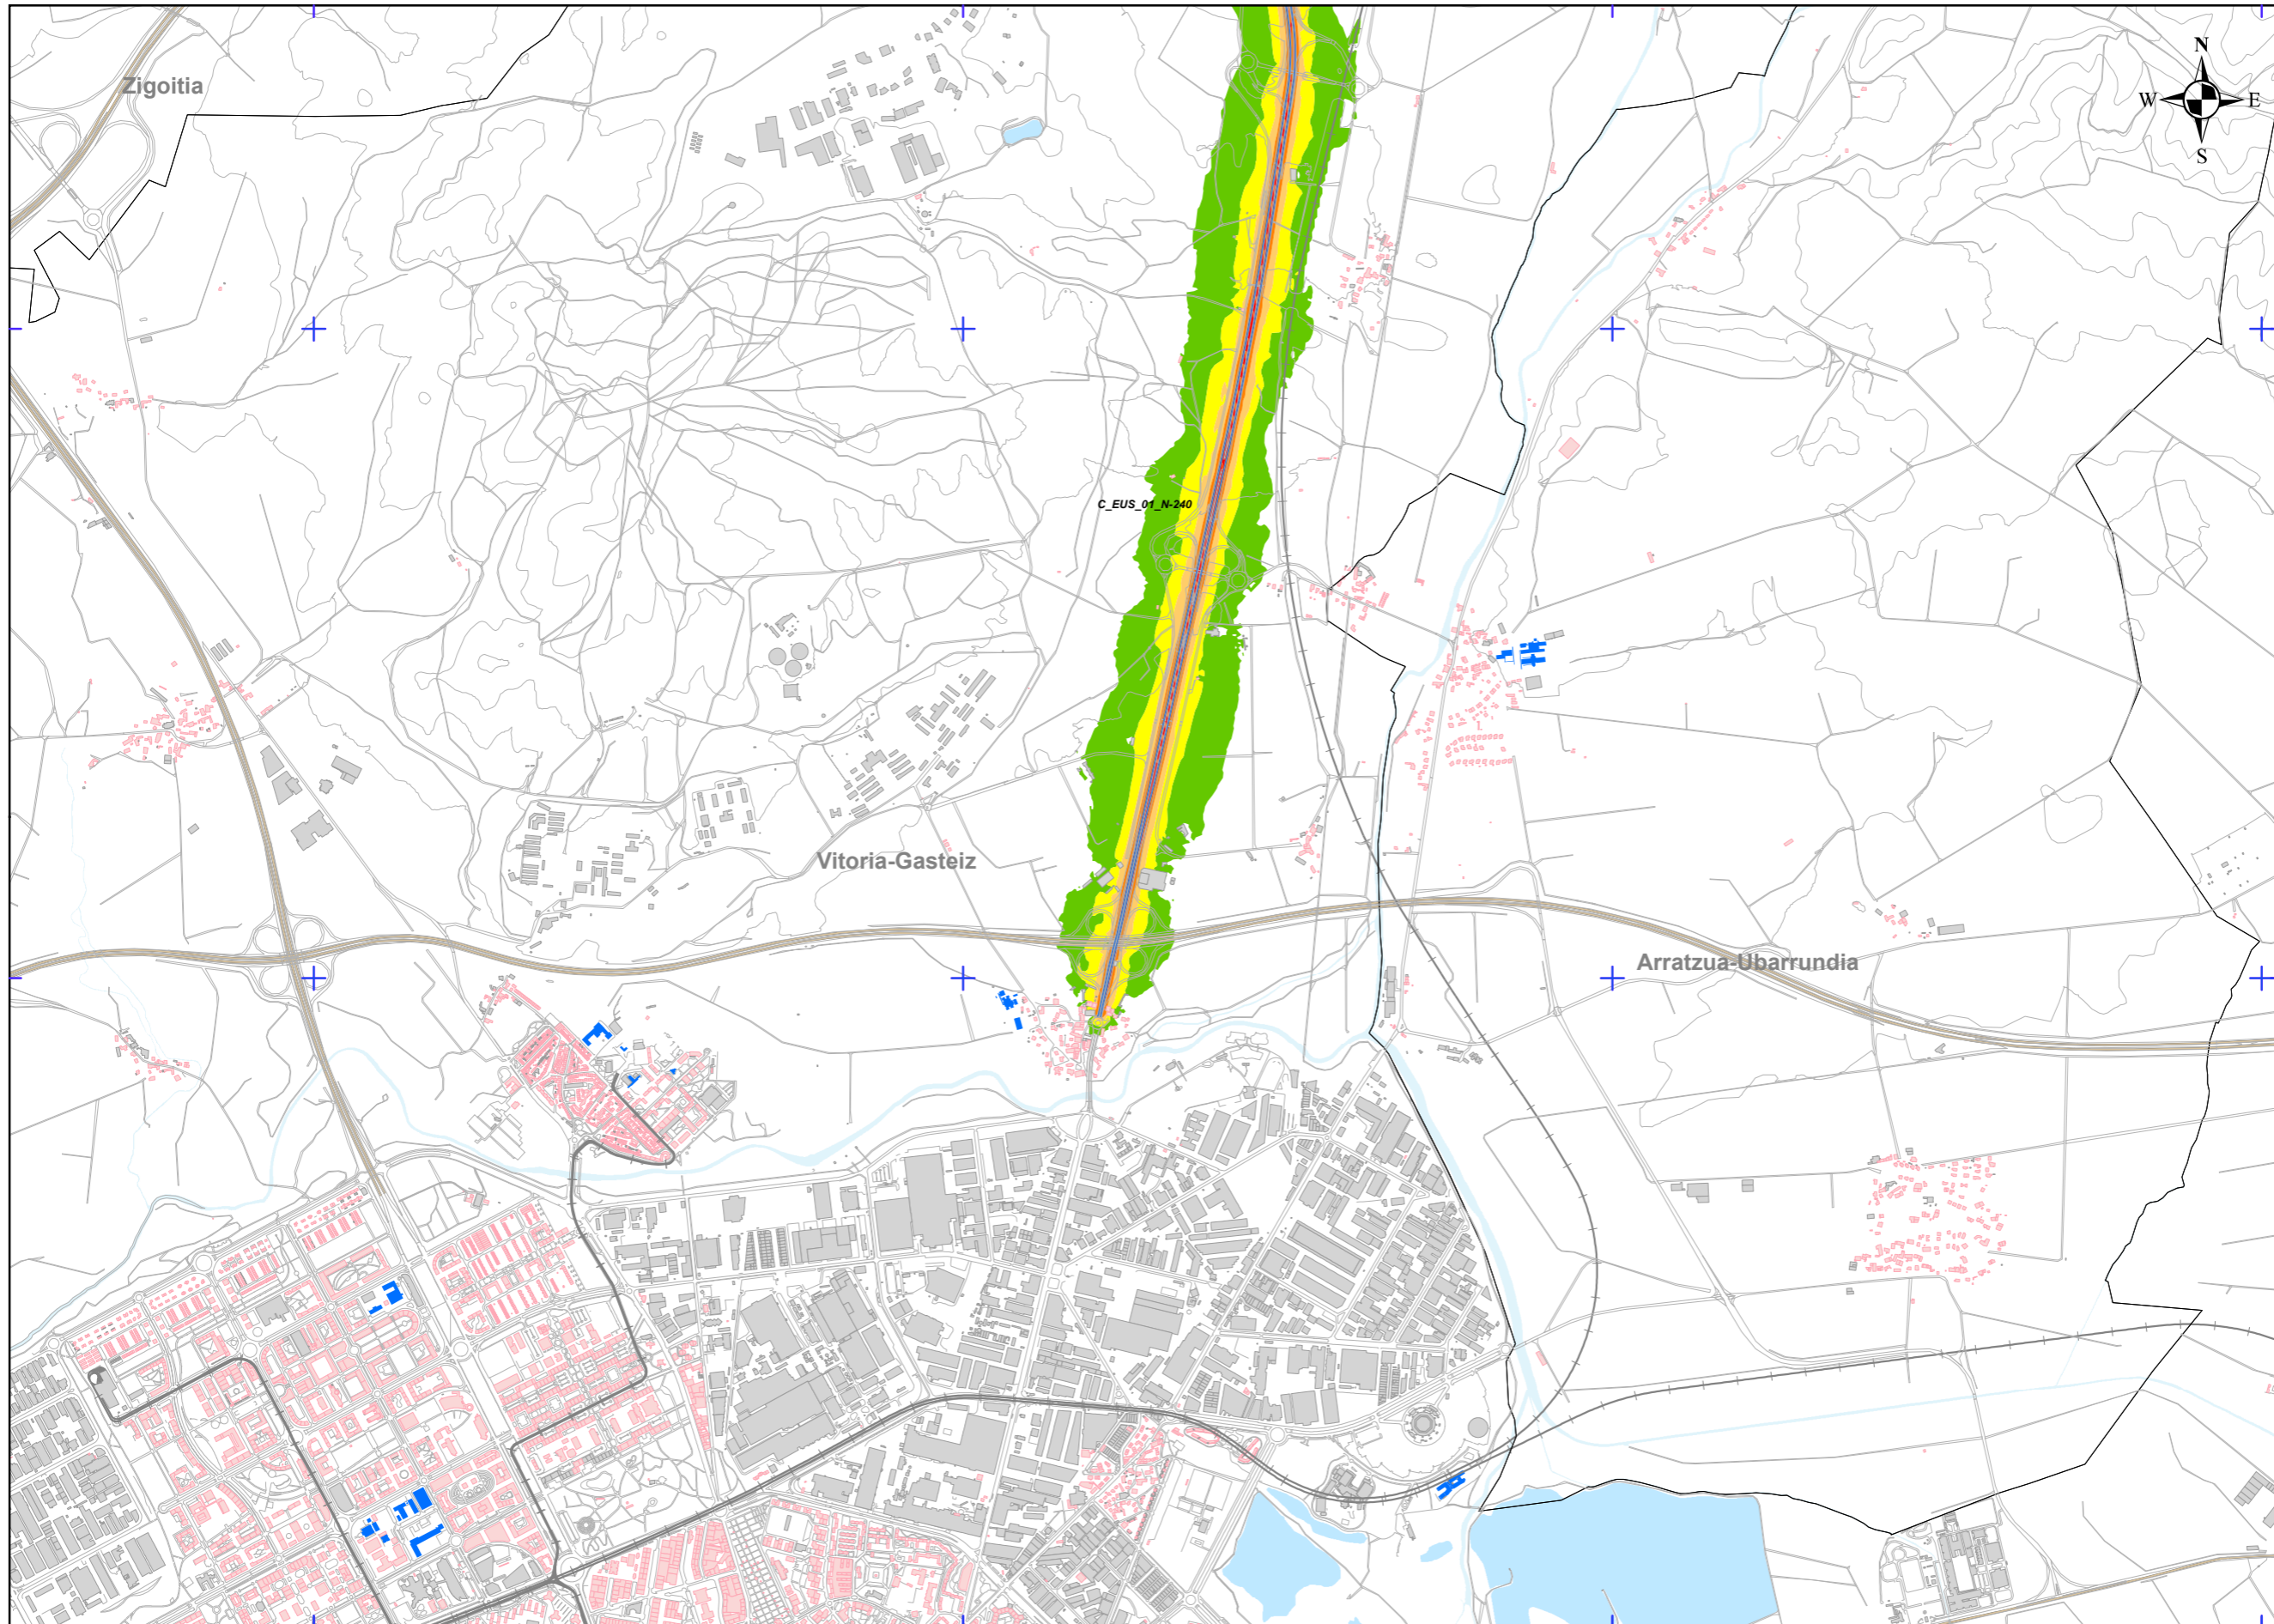 Zigoitia
N
W
E
S
C_EUS_01_N-240
Vitoria-Gasteiz
Arratzua-Ubarrundia